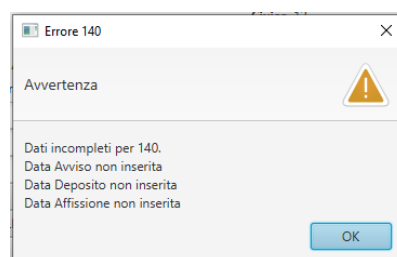 Errore 140
Avvertenza
Dati incompleti per 140.
Data Avviso non inserita
Data Deposito non inserita
Data Affissione non inserita
OK